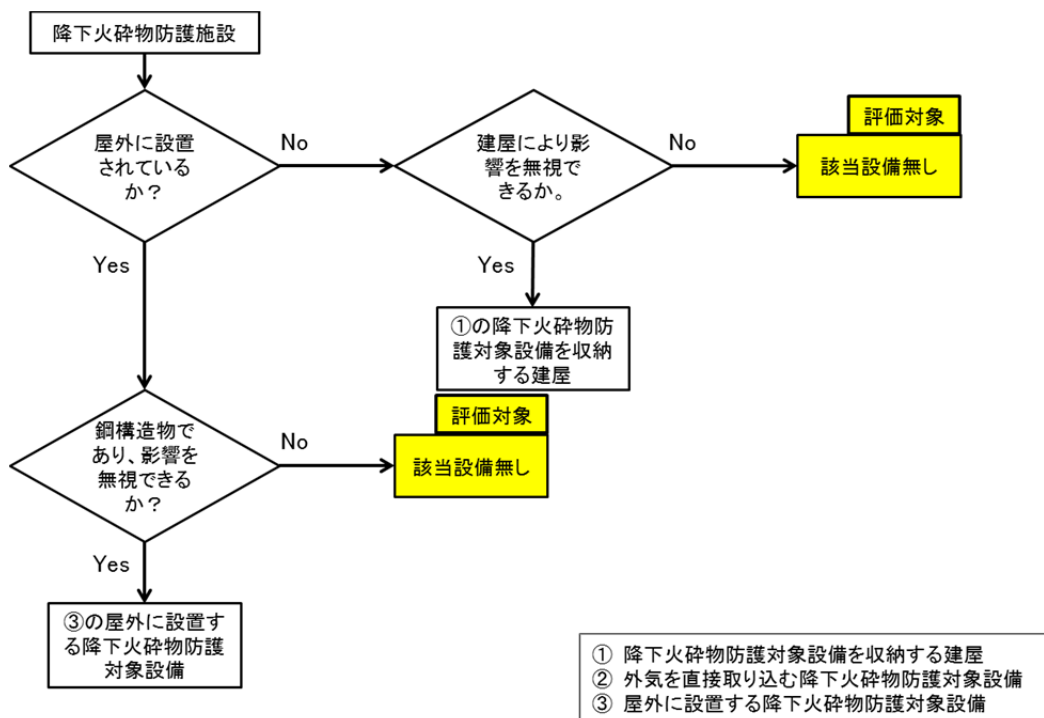 降下火砕物防護施設
屋外に設置
されている
か?
No
建屋により影
響を無視で
きるか。
No
評価対象
該当設備無し
Yes
Yes
①の降下火砕物防
護対象設備を収納
する建屋
鋼構造物で
あり、影響を
無視できる
か?
No
評価対象
該当設備無し
Yes
③の屋外に設置す
る降下火砕物防護
対象設備
① 降下火砕物防護対象設備を収納する建屋
② 外気を直接取り込む降下火砕物防護対象設備
③ 屋外に設置する降下火砕物防護対象設備